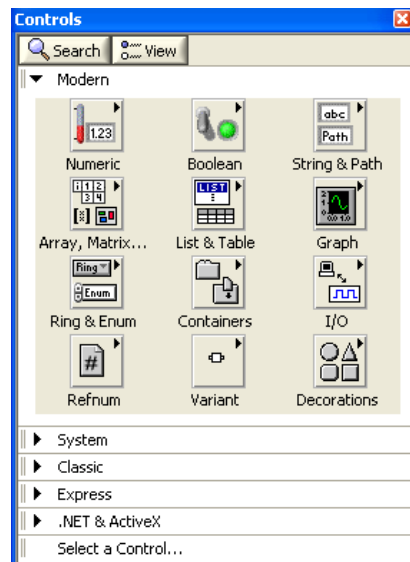 Controls
Search View
Modern
1.23 abc
Path
Numeric Boolean String & Path
1 2
3 4
LIST
Array, Matrix... List & Table Graph
Ring
Enum
Ring & Enum Containers I/O
#
Refnum Variant Decorations
System
Classic
Express
.NET & ActiveX
Select a Control...